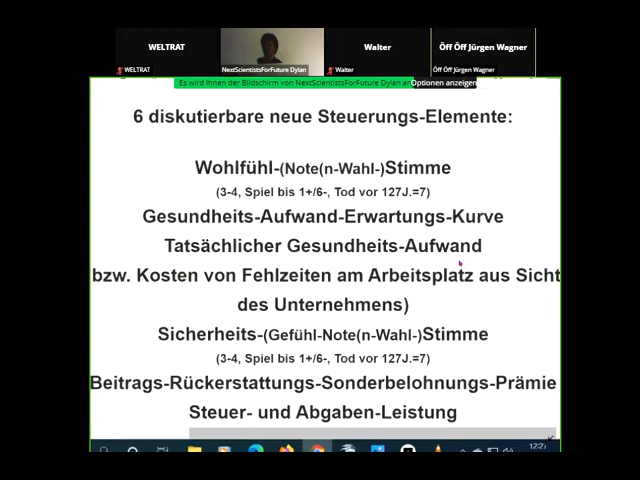 WELTRAT
Walter
Öff Öff Jürgen Wagner
WELTRAT
NextScientistsForFuture Dylan
Walter
Öff Öff Jürgen Wagner
Es wird Ihnen der Bildschirm von NextScientistsForFuture Dylan an
Optionen anzeigen
6 diskutierbare neue Steuerungs-Elemente:
Wohlfühl-(Note(n-Wahl-)Stimme
(3-4, Spiel bis 1+/6-, Tod vor 127J.=7)
Gesundheits-Aufwand-Erwartungs-Kurve
Tatsächlicher Gesundheits-Aufwand
bzw. Kosten von Fehlzeiten am Arbeitsplatz aus Sicht
des Unternehmens)
Sicherheits-(Gefühl-Note(n-Wahl-)Stimme
(3-4, Spiel bis 1+/6-, Tod vor 127J.=7)
Beitrags-Rückerstattungs-Sonderbelohnungs-Prämie
Steuer- und Abgaben-Leistung